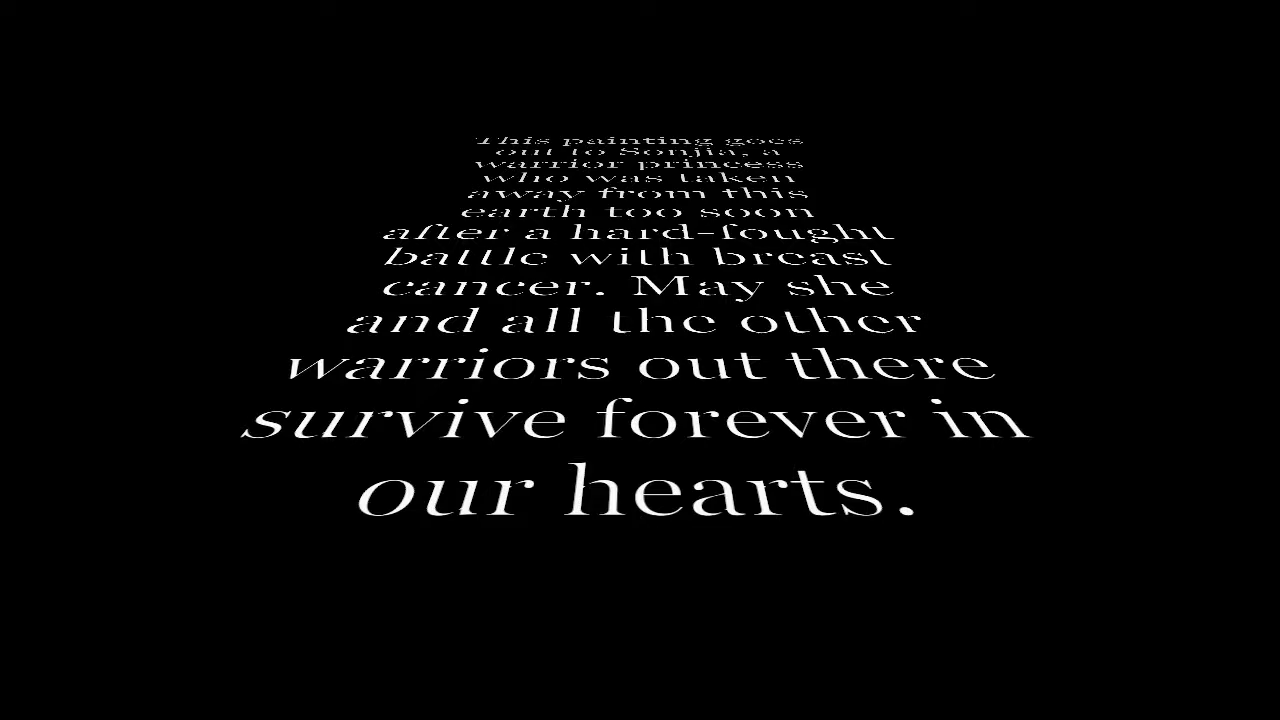 This painting goes
out to Sonjia, a
warrior princess
who was taken
away from this
earth too soon
after a hard-fought
battle with breast
cancer. May she
and all the other
warriors out there
survive forever in
our hearts.